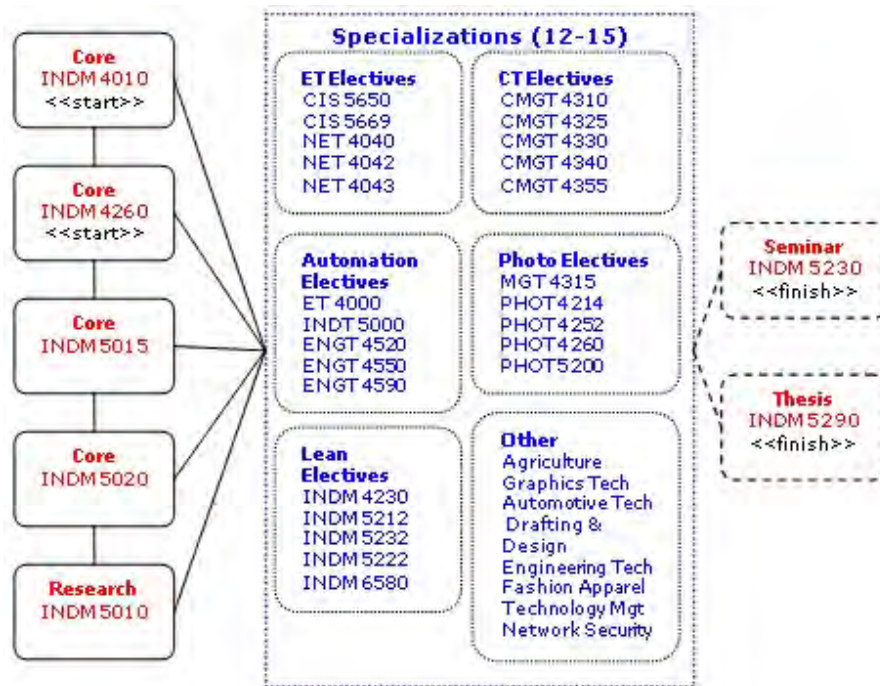 Core
INDM 4010
<<start>>
Core
INDM 4260
<<start>>
Core
INDM 5015
Core
INDM 5020
Research
INDM 5010
Specializations (12-15)
ET Electives
CIS 5650
CIS 5669
NET 4040
NET 4042
NET 4043
CT Electives
CMGT 4310
CMGT 4325
CMGT 4330
CMGT 4340
CMGT 4355
Automation
Electives
ET 4000
INDT 5000
ENGT 4520
ENGT 4550
ENGT 4590
Photo Electives
MGT 4315
PHOT 4214
PHOT 4252
PHOT 4260
PHOT 5200
Lean
Electives
INDM 4230
INDM 5212
INDM 5232
INDM 5222
INDM 6580
Other
Agriculture
Graphics Tech
Automotive Tech
Drafting &
Design
Engineering Tech
Fashion Apparel
Technology Mgt
Network Security
Seminar
INDM 5230
<<finish>>
Thesis
INDM 5290
<<finish>>